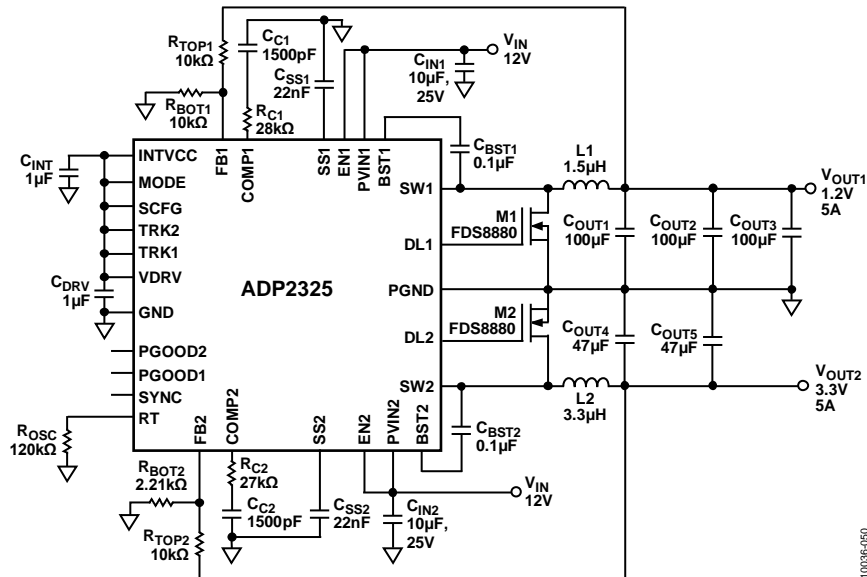 RTOP1
10kΩ
CC1
1500pF
CSS1
22nF
VIN
12V
CIN1
10µF,
25V
RBOT1
10kΩ
RC1
28kΩ
CBST1
0.1µF
L1
1.5µH
CINT
1µF
FB1
COMP1
SS1
EN1
PVIN1
BST1
INTVCC
MODE
SCFG
TRK2
TRK1
VDRV
GND
PGOOD2
PGOOD1
SYNC
RT
ADP2325
SW1
DL1
PGND
DL2
SW2
FB2
COMP2
SS2
EN2
PVIN2
BST2
CDRV
1µF
M1
FDS8880
COUT1
100µF
COUT2
100µF
COUT3
100µF
VOUT1
1.2V
5A
M2
FDS8880
COUT4
47µF
COUT5
47µF
VOUT2
3.3V
5A
L2
3.3µH
CBST2
0.1µF
ROSC
120kΩ
RBOT2
2.21kΩ
RC2
27kΩ
CC2
1500pF
CSS2
22nF
VIN
12V
CIN2
10µF,
25V
RTOP2
10kΩ
10036-050